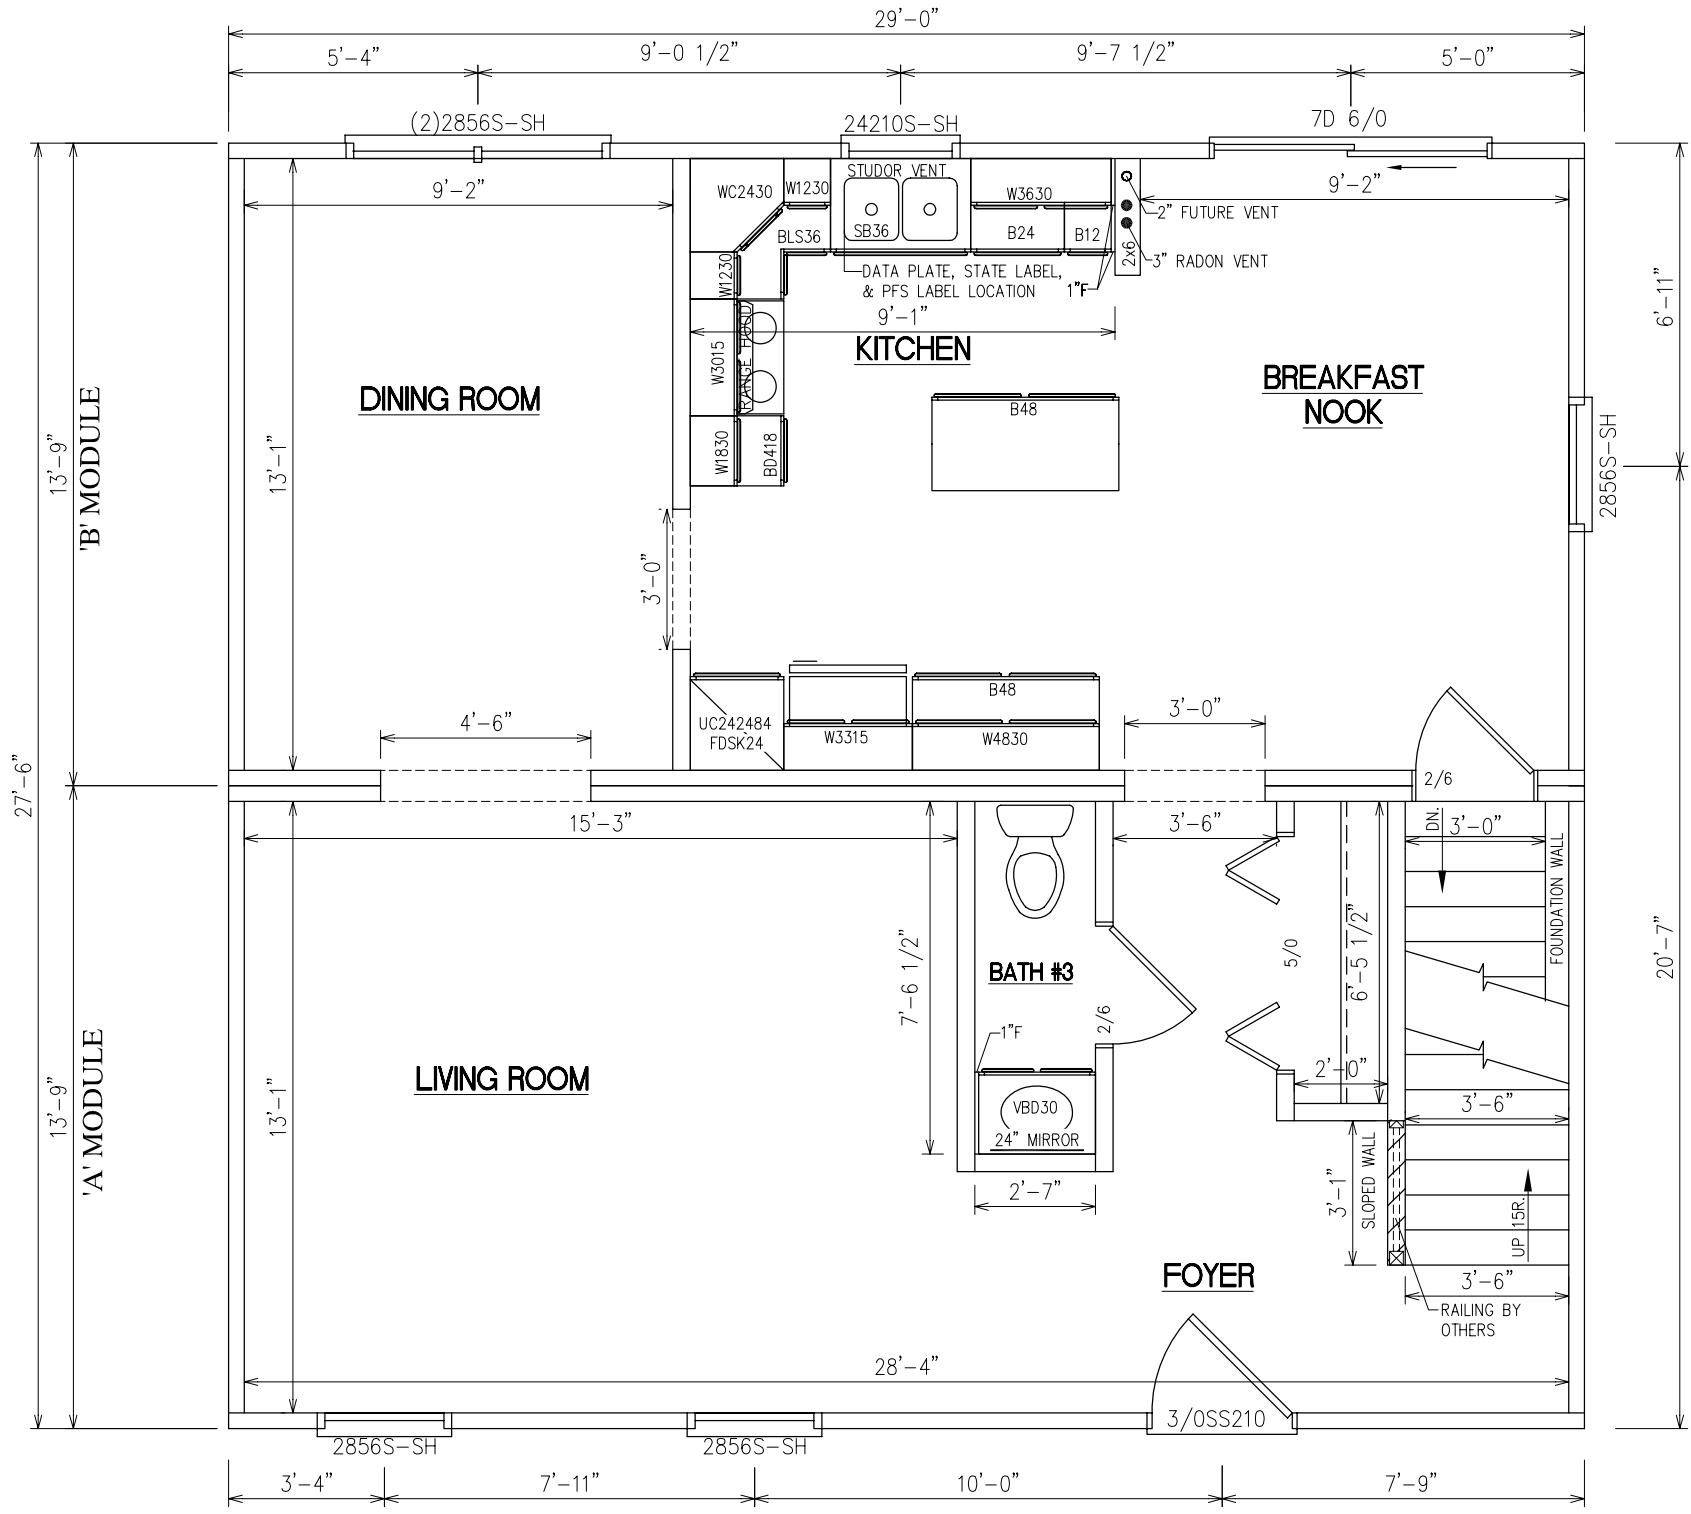 29'-0"
5'-4"
9'-0 1/2"
9'-7 1/2"
5'-0"
(2)2856S-SH
24210S-SH
7D 6/0
9'-2"
WC2430
W1230
STUDOR VENT
W3630
9'-2"
2" FUTURE VENT
BLS36
SB36
B24
B12
2x6
3" RADON VENT
W1230
DATA PLATE, STATE LABEL,
& PFS LABEL LOCATION
1"F
9'-1"
6'-11"
RANGE HOOD
W3015
KITCHEN
DINING ROOM
BREAKFAST
NOOK
B48
'B' MODULE
13'-9"
13'-1"
W1830
BD418
2856S-SH
3'-0"
B48
UC242484
FDSK24
W3315
W4830
4'-6"
3'-0"
2/6
27'-6"
15'-3"
3'-6"
DN.
3'-0"
FOUNDATION WALL
7'-6 1/2"
BATH #3
5/0
6'-5 1/2"
20'-7"
2/6
1"F
LIVING ROOM
2'-0"
'A' MODULE
13'-9"
13'-1"
VBD30
24" MIRROR
3'-6"
2'-7"
3'-1"
SLOPED WALL
UP 15R.
FOYER
3'-6"
RAILING BY
OTHERS
28'-4"
3/0SS210
2856S-SH
2856S-SH
3'-4"
7'-11"
10'-0"
7'-9"